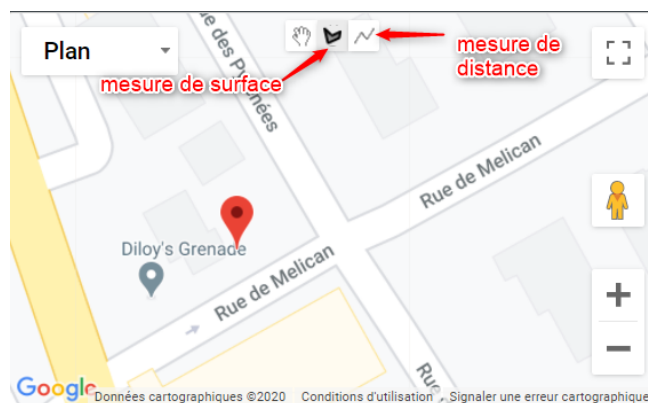 Plan
mesure de
distance
mesure de surface
Rue des Pyrénées
Rue de Melican
Diloy's Grenade
Rue de Melican
Rue
Google
Données cartographiques ©2020 Conditions d'utilisation Signaler une erreur cartographique